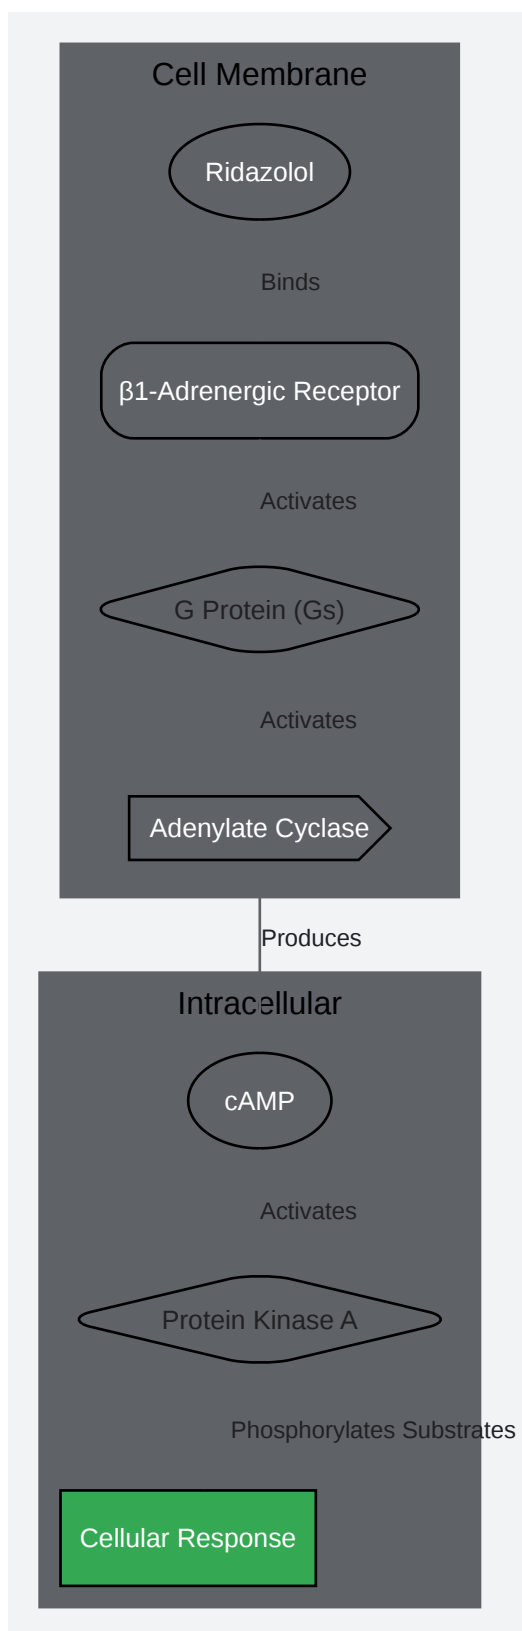 Cell Membrane
Ridazolol
Binds
β1-Adrenergic Receptor
Activates
G Protein (Gs)
Activates
Adenylate Cyclase
Produces
Intracellular
cAMP
Activates
Protein Kinase A
Phosphorylates Substrates
Cellular Response